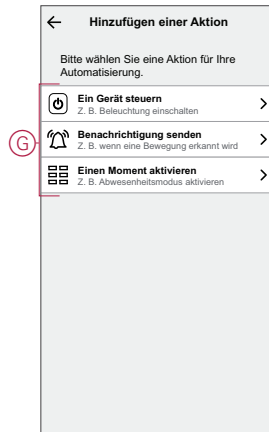 Hinzufügen einer Aktion
Bitte wählen Sie eine Aktion für Ihre
Automatisierung.
Ein Gerät steuern
Z. B. Beleuchtung einschalten
G
Benachrichtigung senden
Z. B. wenn eine Bewegung erkannt wird
Einen Moment aktivieren
Z. B. Abwesenheitsmodus aktivieren